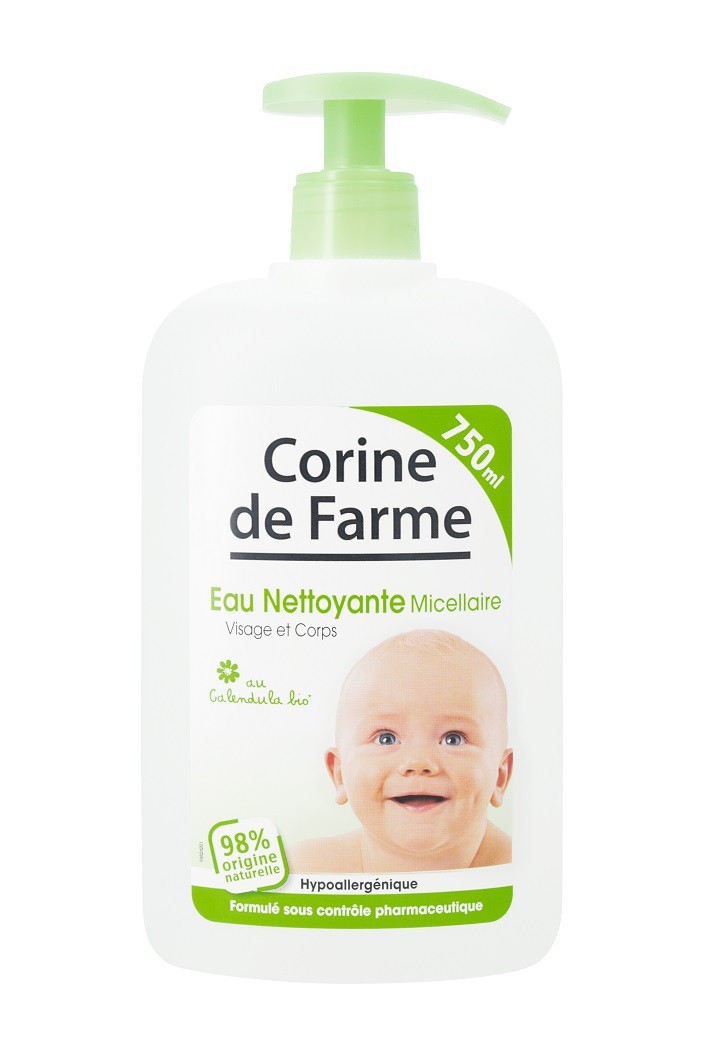 750ml
Corine
de Farme
Eau Nettoyante Micellaire
Visage et Corps
au
Calendula bio*
98%
origine
naturelle
Hypoallergénique
Formulé sous contrôle pharmaceutique